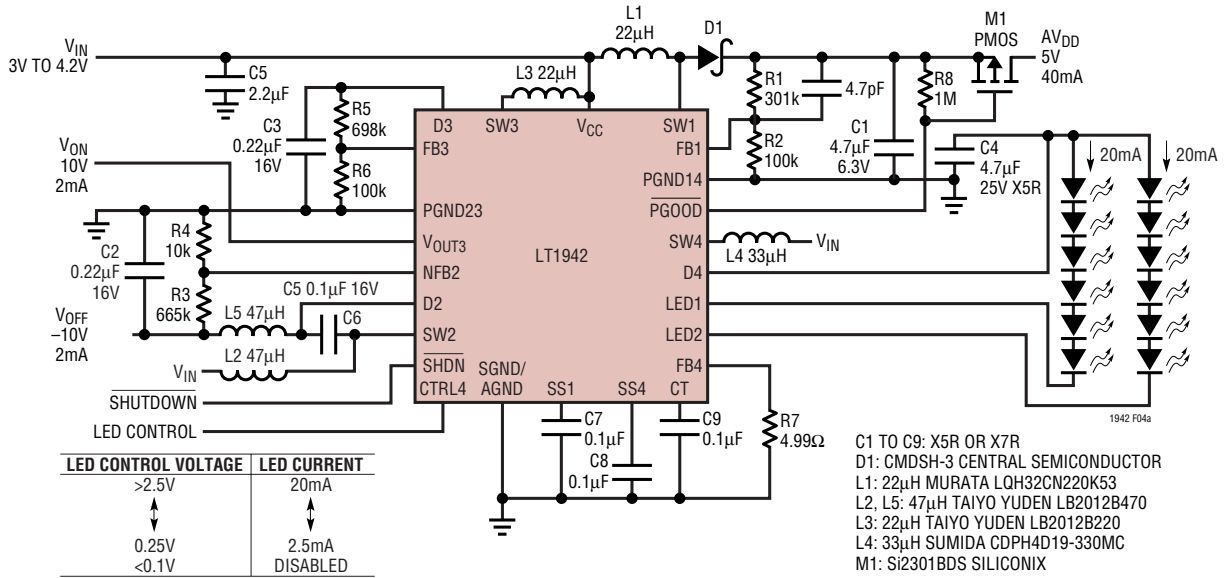 L1
22µH
D1
M1
PMOS
AVDD
5V
40mA
VIN
3V TO 4.2V
C5
2.2µF
L3 22µH
R1
301k
4.7pF
R8
1M
C3
0.22µF
16V
R5
698k
R6
100k
D3
SW3
VCC
SW1
FB3
FB1
R2
100k
C1
4.7µF
6.3V
C4
4.7µF
25V X5R
20mA
20mA
VON
10V
2mA
PGND14
PGND23
PGOOD
VOUT3
LT1942
SW4
L4 33µH
VIN
R4
10k
C2
0.22µF
16V
NFB2
D4
R3
665k
C5 0.1µF 16V
D2
LED1
VOFF
–10V
2mA
L5 47µH
C6
SW2
LED2
L2 47µH
VIN
SHDN
FB4
SHUTDOWN
CTRL4
SGND/
AGND
SS1
SS4
CT
LED CONTROL
C7
0.1µF
C8
0.1µF
C9
0.1µF
R7
4.99Ω
1942 F04a
LED CONTROL VOLTAGE LED CURRENT
>2.5V 20mA
0.25V 2.5mA
<0.1V DISABLED
C1 TO C9: X5R OR X7R
D1: CMDSH-3 CENTRAL SEMICONDUCTOR
L1: 22µH MURATA LQH32CN220K53
L2, L5: 47µH TAIYO YUDEN LB2012B470
L3: 22µH TAIYO YUDEN LB2012B220
L4: 33µH SUMIDA CDPH4D19-330MC
M1: Si2301BDS SILICONIX